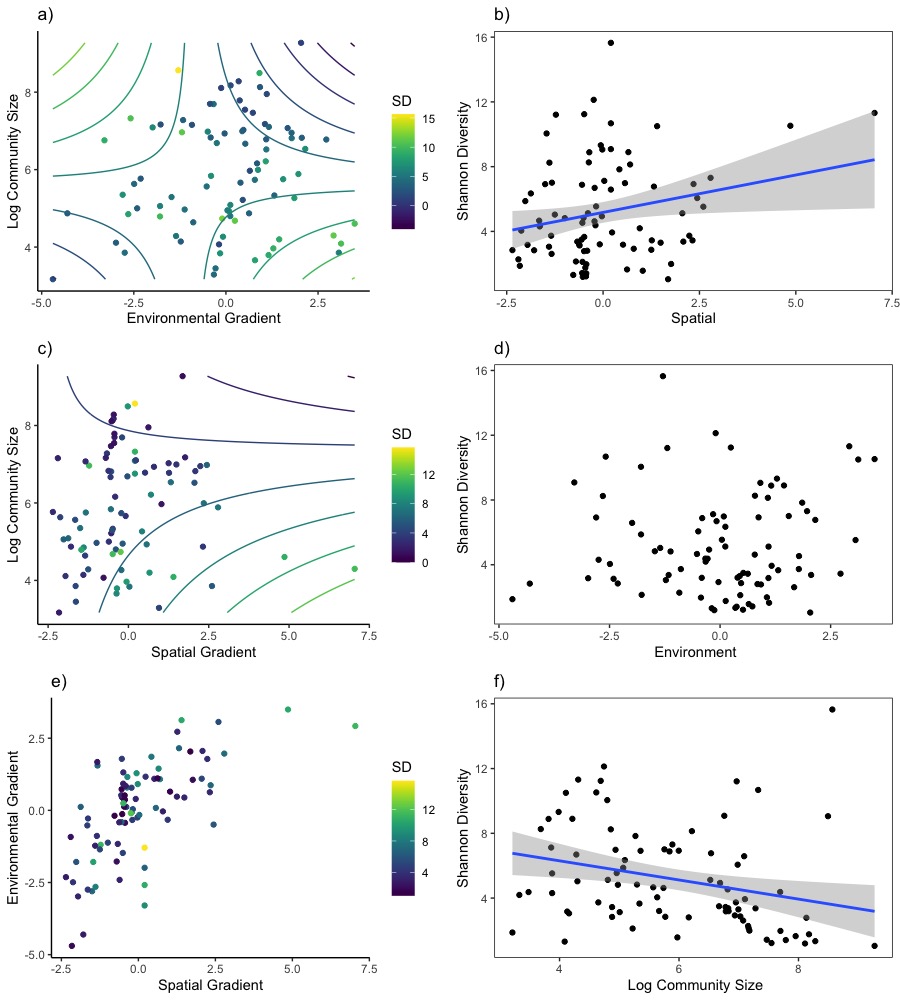 a)
Log Community Size
8
6
4
-5.0
-2.5
0.0
2.5
Environmental Gradient
SD
15
10
5
0
b)
Shannon Diversity
16
12
8
4
-2.5
0.0
2.5
5.0
7.5
Spatial
c)
Log Community Size
8
6
4
-2.5
0.0
2.5
5.0
7.5
Spatial Gradient
SD
12
8
4
0
d)
Shannon Diversity
16
12
8
4
-5.0
-2.5
0.0
2.5
Environment
e)
Environmental Gradient
2.5
0.0
-2.5
-5.0
-2.5
0.0
2.5
5.0
7.5
Spatial Gradient
SD
12
8
4
f)
Shannon Diversity
16
12
8
4
4
6
8
Log Community Size